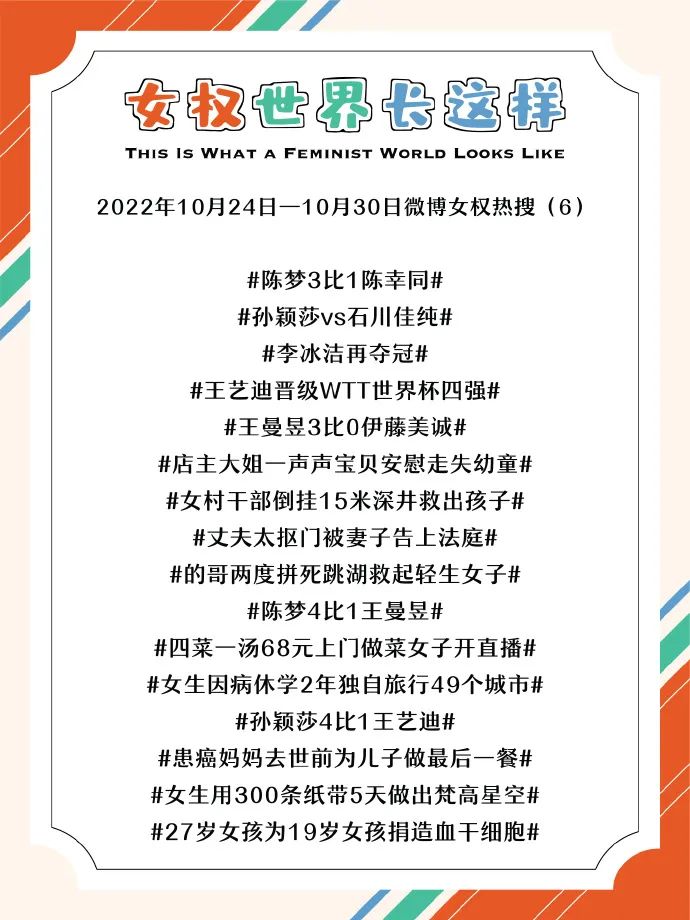 女权世界长这样
THIS IS WHAT A FEMINIST WORLD LOOKS LIKE
2022年10月24日—10月30日微博女权热搜（6）
#陈梦3比1陈幸同#
#孙颖莎vs石川佳纯#
#李冰洁再夺冠#
#王艺迪晋级WTT世界杯四强#
#王曼昱3比0伊藤美诚#
#店主大姐一声声宝贝安慰走失幼童#
#女村干部倒挂15米深井救出孩子#
#丈夫太抠门被妻子告上法庭#
#的哥两度拼死跳湖救起轻生女子#
#陈梦4比1王曼昱#
#四菜一汤68元上门做菜女子开直播#
#女生因病休学2年独自旅行49个城市#
#孙颖莎4比1王艺迪#
#患癌妈妈去世前为儿子做最后一餐#
#女生用300条纸带5天做出梵高星空#
#27岁女孩为19岁女孩捐造血干细胞#